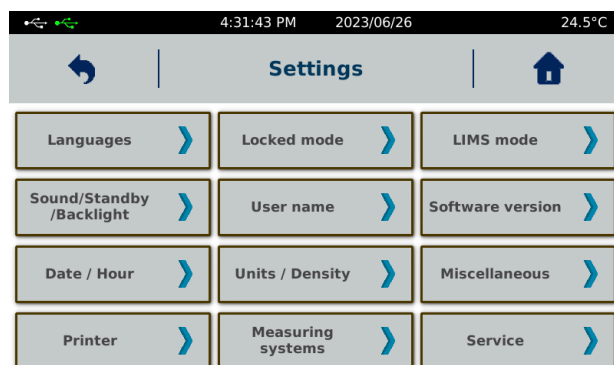 4:31:43 PM 2023/06/26 24.5°C
Settings
Languages
Locked mode
LIMS mode
Sound/Standby
/Backlight
User name
Software version
Date / Hour
Units / Density
Miscellaneous
Printer
Measuring
systems
Service